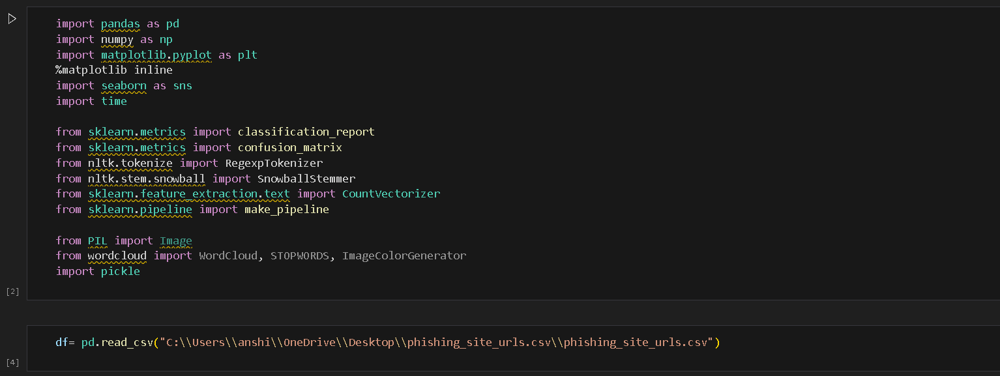 import pandas as pd
import numpy as np
import matplotlib.pyplot as plt
%matplotlib inline
import seaborn as sns
import time
from sklearn.metrics import classification_report
from sklearn.metrics import confusion_matrix
from nltk.tokenize import RegexpTokenizer
from nltk.stem.snowball import SnowballStemmer
from sklearn.feature_extraction.text import CountVectorizer
from sklearn.pipeline import make_pipeline
from PIL import Image
from wordcloud import WordCloud, STOPWORDS, ImageColorGenerator
import pickle
[2]
df= pd.read_csv("C:\\Users\\anshi\\OneDrive\\Desktop\\phishing_site_urls.csv\\phishing_site_urls.csv")
[4]